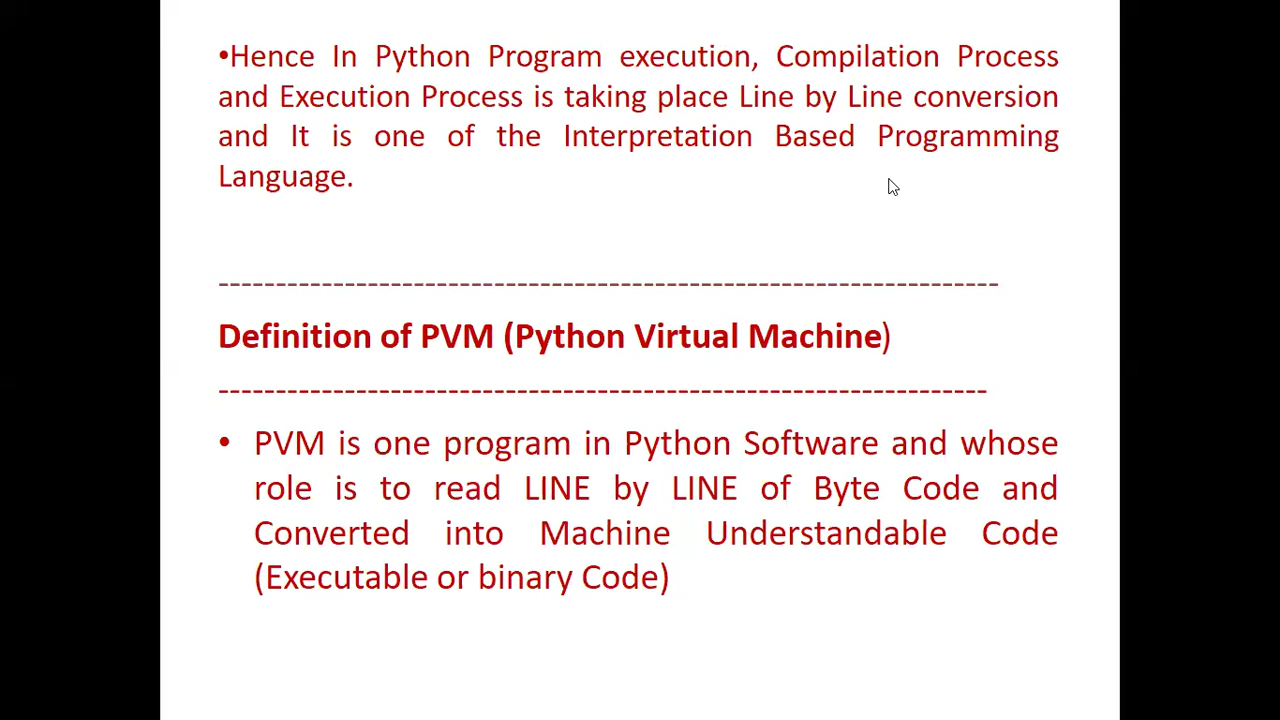 •Hence In Python Program execution, Compilation Process
and Execution Process is taking place Line by Line conversion
and It is one of the Interpretation Based Programming
Language.
--------------------------------------------------------------------
Definition of PVM (Python Virtual Machine)
-------------------------------------------------------------------
• PVM is one program in Python Software and whose
role is to read LINE by LINE of Byte Code and
Converted into Machine Understandable Code
(Executable or binary Code)